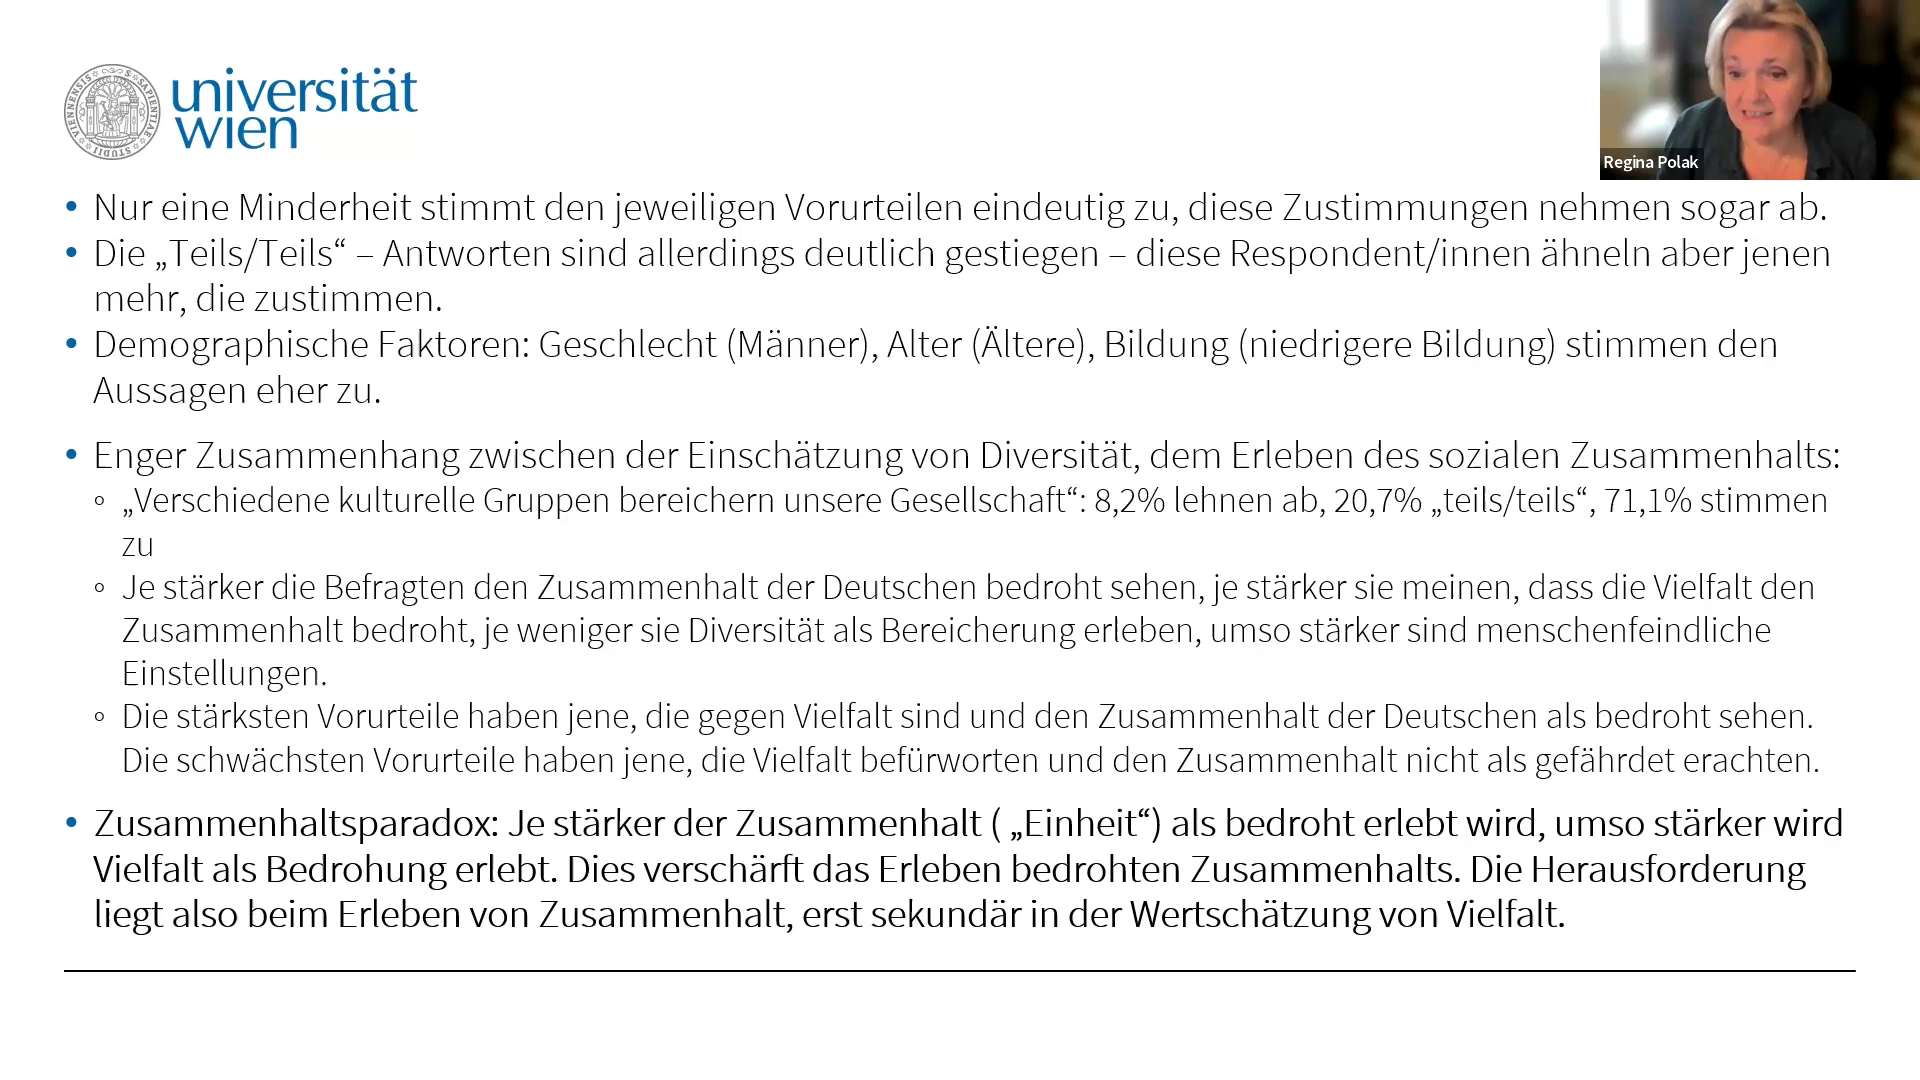 universität
wien
STUDII VIENNENSIS SAPIENTIAE
Regina Polak
• Nur eine Minderheit stimmt den jeweiligen Vorurteilen eindeutig zu, diese Zustimmungen nehmen sogar ab.
• Die „Teils/Teils“ – Antworten sind allerdings deutlich gestiegen – diese Respondent/innen ähneln aber jenen
mehr, die zustimmen.
• Demographische Faktoren: Geschlecht (Männer), Alter (Ältere), Bildung (niedrigere Bildung) stimmen den
Aussagen eher zu.
• Enger Zusammenhang zwischen der Einschätzung von Diversität, dem Erleben des sozialen Zusammenhalts:
◦ „Verschiedene kulturelle Gruppen bereichern unsere Gesellschaft“: 8,2% lehnen ab, 20,7% „teils/teils“, 71,1% stimmen
zu
◦ Je stärker die Befragten den Zusammenhalt der Deutschen bedroht sehen, je stärker sie meinen, dass die Vielfalt den
Zusammenhalt bedroht, je weniger sie Diversität als Bereicherung erleben, umso stärker sind menschenfeindliche
Einstellungen.
◦ Die stärksten Vorurteile haben jene, die gegen Vielfalt sind und den Zusammenhalt der Deutschen als bedroht sehen.
Die schwächsten Vorurteile haben jene, die Vielfalt befürworten und den Zusammenhalt nicht als gefährdet erachten.
• Zusammenhaltsparadox: Je stärker der Zusammenhalt ( „Einheit“) als bedroht erlebt wird, umso stärker wird
Vielfalt als Bedrohung erlebt. Dies verschärft das Erleben bedrohten Zusammenhalts. Die Herausforderung
liegt also beim Erleben von Zusammenhalt, erst sekundär in der Wertschätzung von Vielfalt.